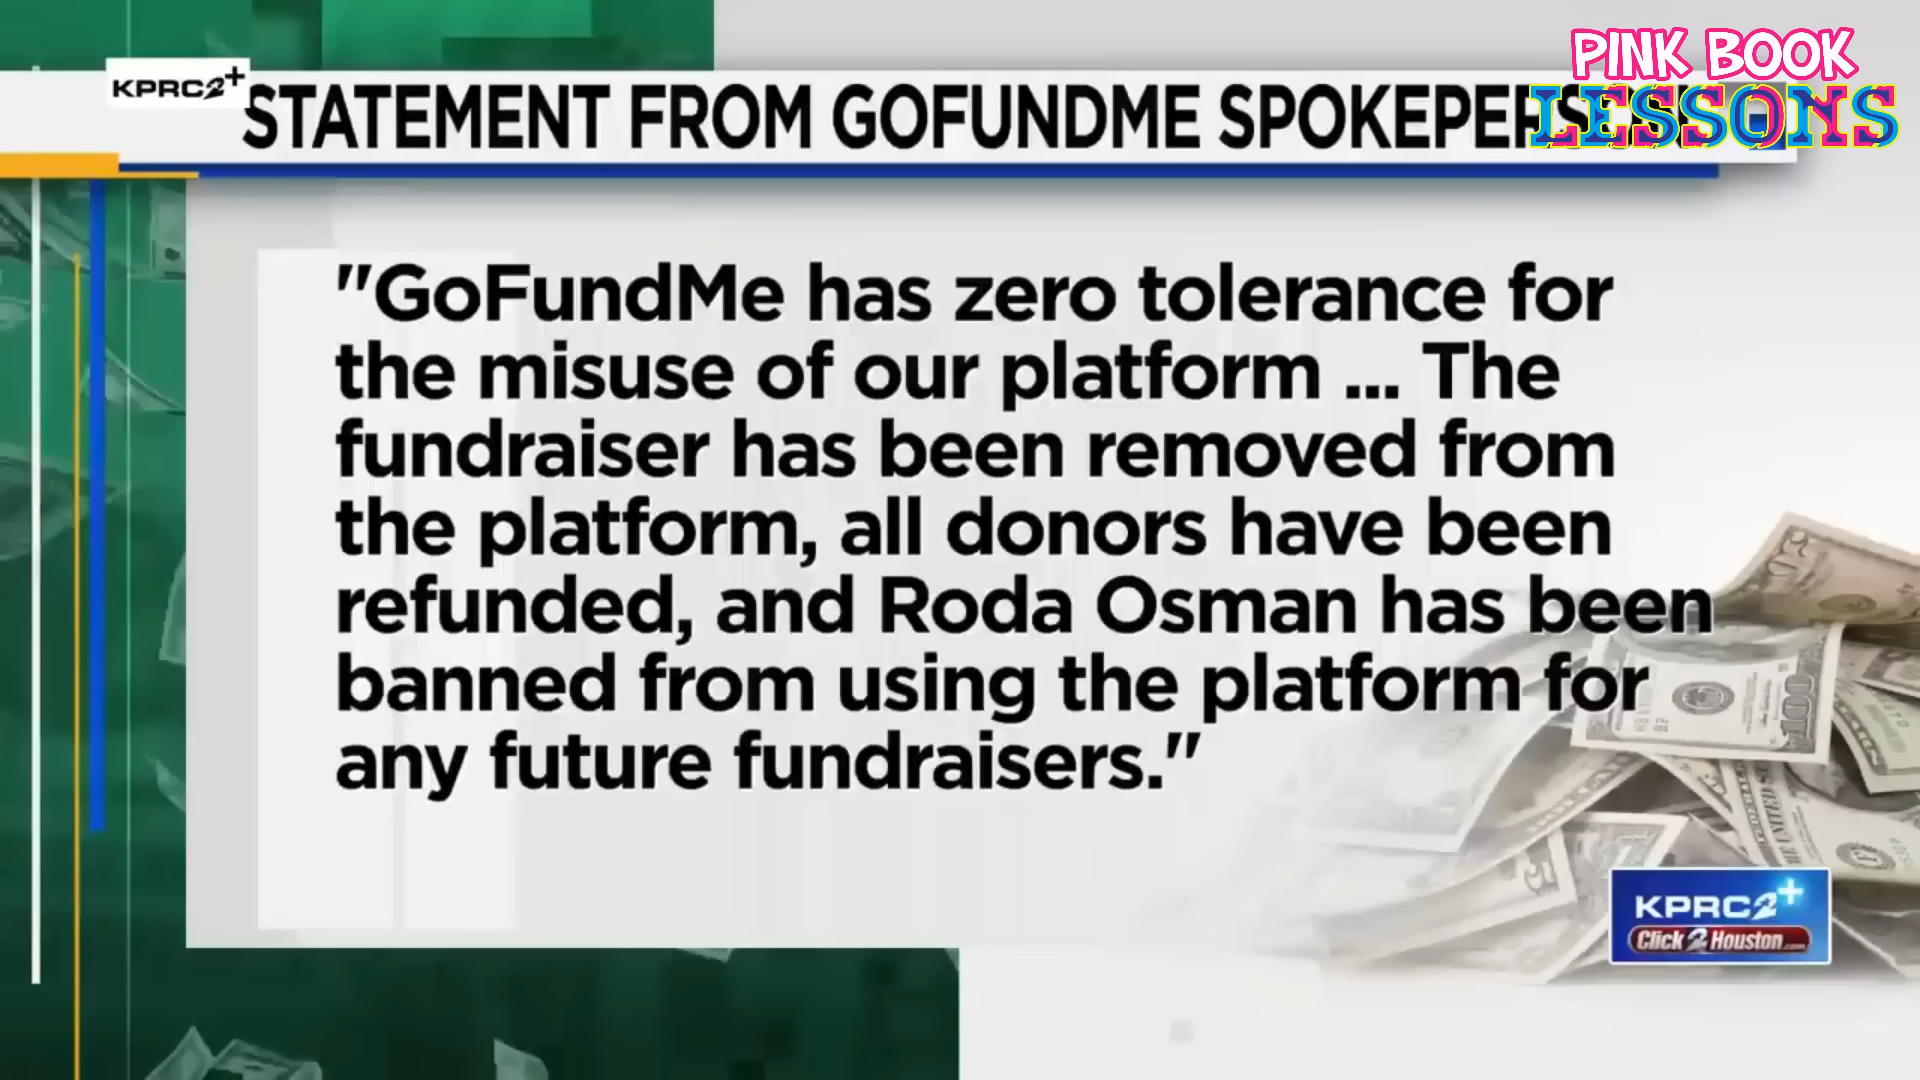 PINK BOOK
LESSONS
KPRC2+
STATEMENT FROM GOFUNDME
"GoFundMe has zero tolerance for
the misuse of our platform ... The
fundraiser has been removed from
the platform, all donors have been
refunded, and Roda Osman has been
banned from using the platform for
any future fundraisers."
KPRC2+
Click2Houston.com